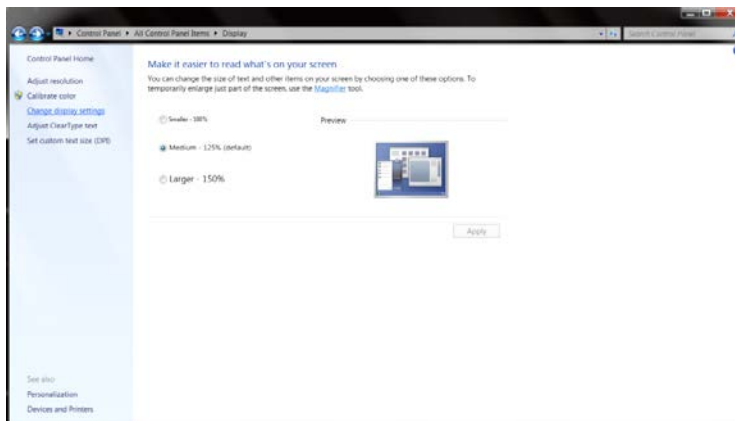 Control Panel ▸ All Control Panel Items ▸ Display
Search Control Panel
Control Panel Home
Adjust resolution
Calibrate color
Change display settings
Adjust ClearType text
Set custom text size (DPI)
Make it easier to read what's on your screen
You can change the size of text and other items on your screen by choosing one of these options. To
temporarily enlarge just part of the screen, use the Magnifier tool.
Smaller - 100%
Preview
Medium - 125% (default)
Larger - 150%
Apply
See also
Personalization
Devices and Printers